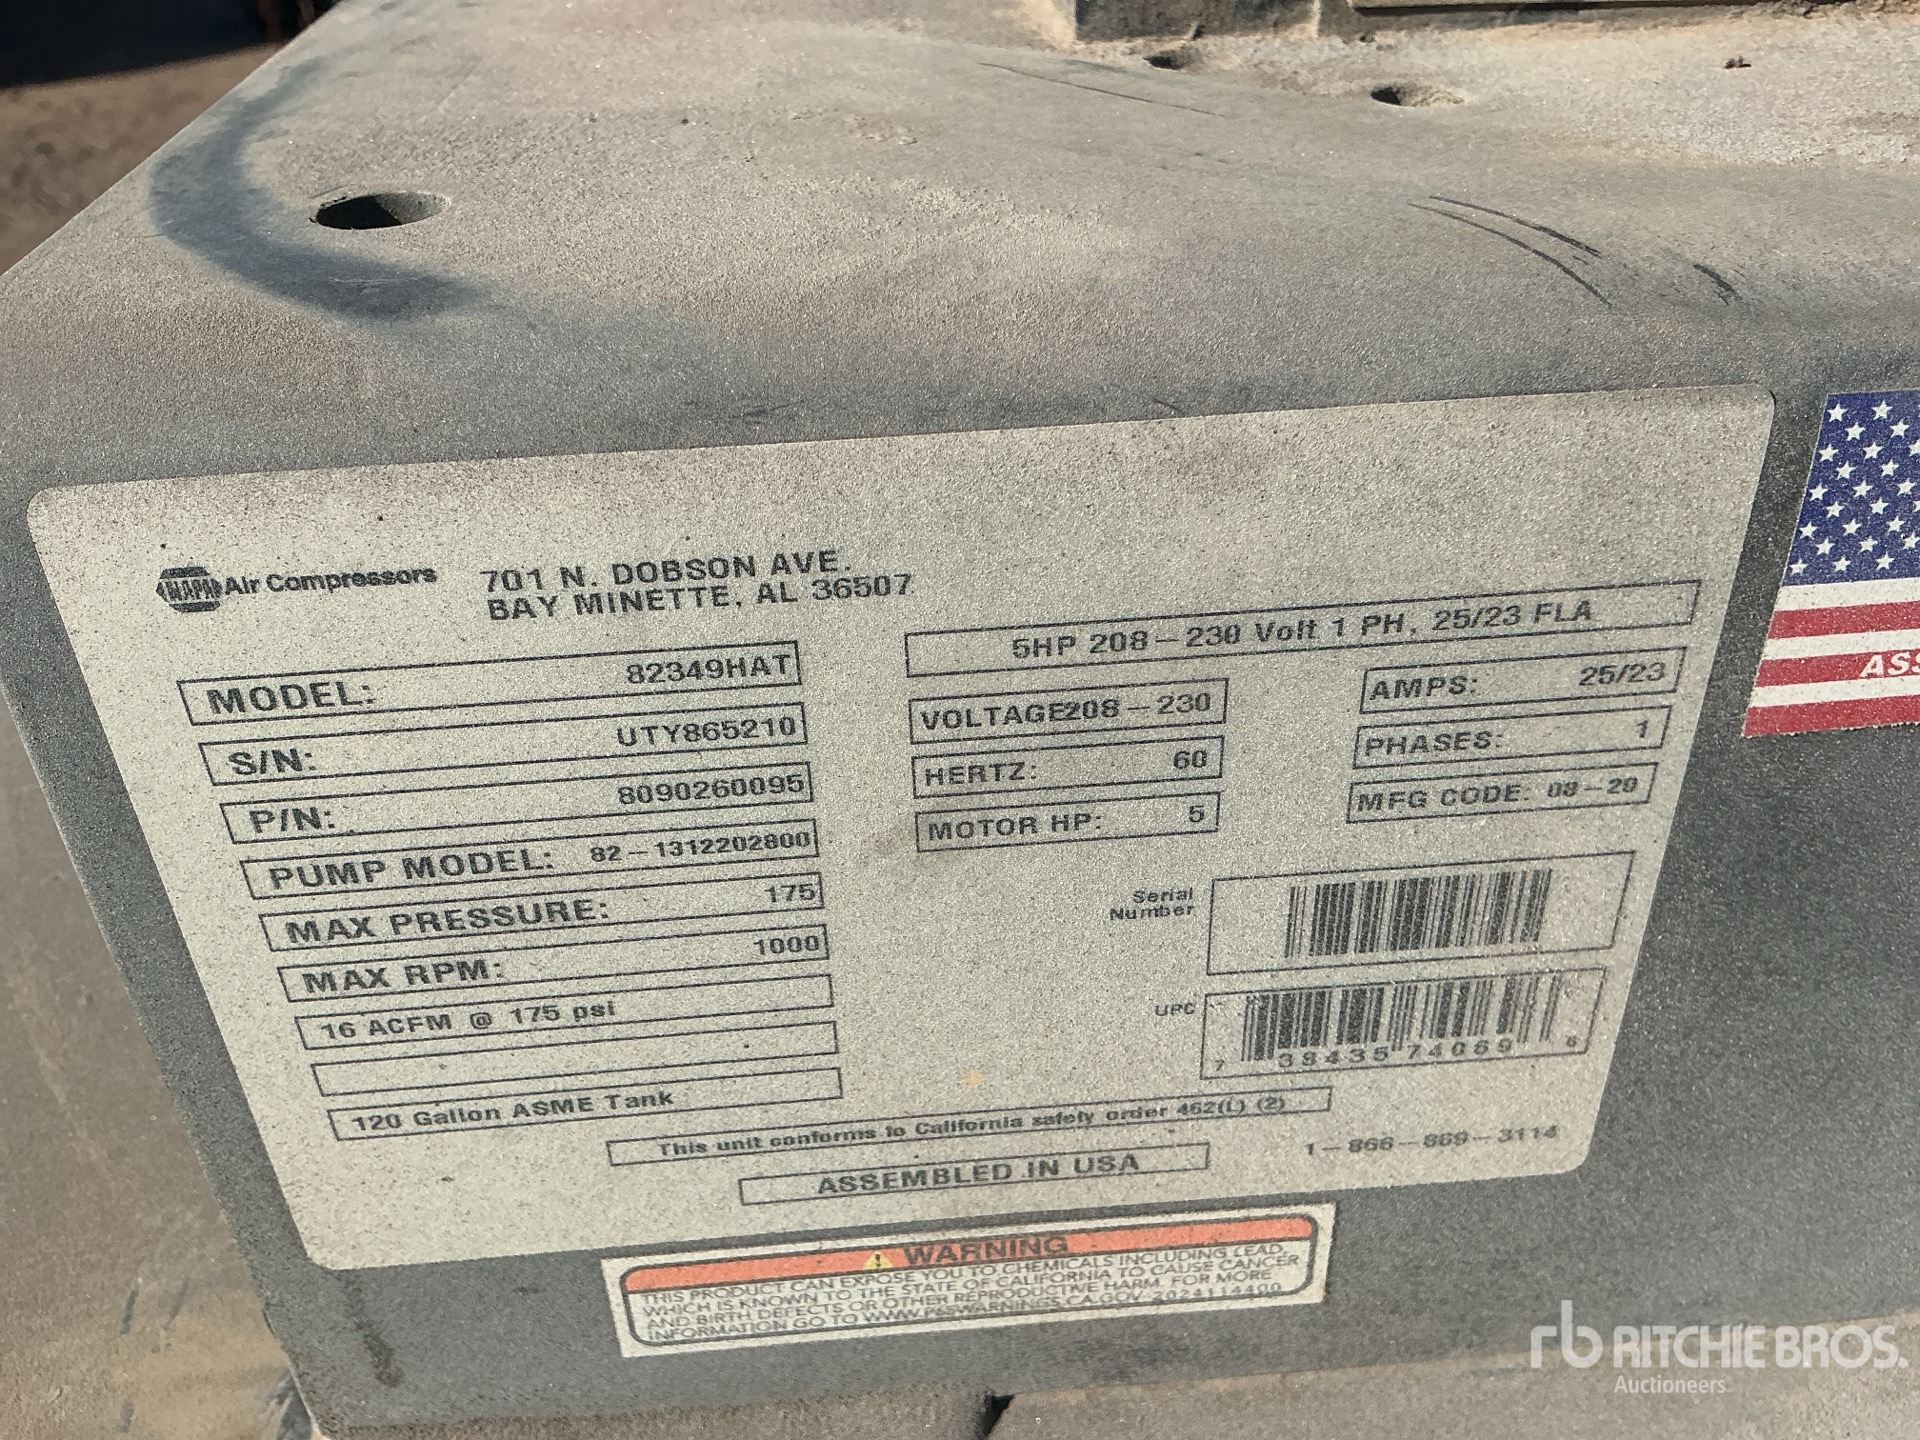 NAPA Air Compressors
701 N. DOBSON AVE.
BAY MINETTE, AL 36507
MODEL: 82349HAT
S/N: UTY865210
P/N: 8090260095
PUMP MODEL: 82-1312202800
MAX PRESSURE: 175
MAX RPM: 1000
16 ACFM @ 175 psi
120 Gallon ASME Tank
5HP 208-230 Volt 1 PH, 25/23 FLA
VOLTAGE 208-230
HERTZ: 60
MOTOR HP: 5
AMPS: 25/23
PHASES: 1
MFG CODE: 08-20
Serial
Number
UPC
7 38435 74069 8
This unit conforms to California safety order 462(L) (2)
ASSEMBLED IN USA
1-866-869-3114
ASS
WARNING
THIS PRODUCT CAN EXPOSE YOU TO CHEMICALS INCLUDING LEAD,
WHICH IS KNOWN TO THE STATE OF CALIFORNIA TO CAUSE CANCER
AND BIRTH DEFECTS OR OTHER REPRODUCTIVE HARM. FOR MORE
INFORMATION GO TO WWW.P65WARNINGS.CA.GOV 2024114400
rb RITCHIE BROS.
Auctioneers